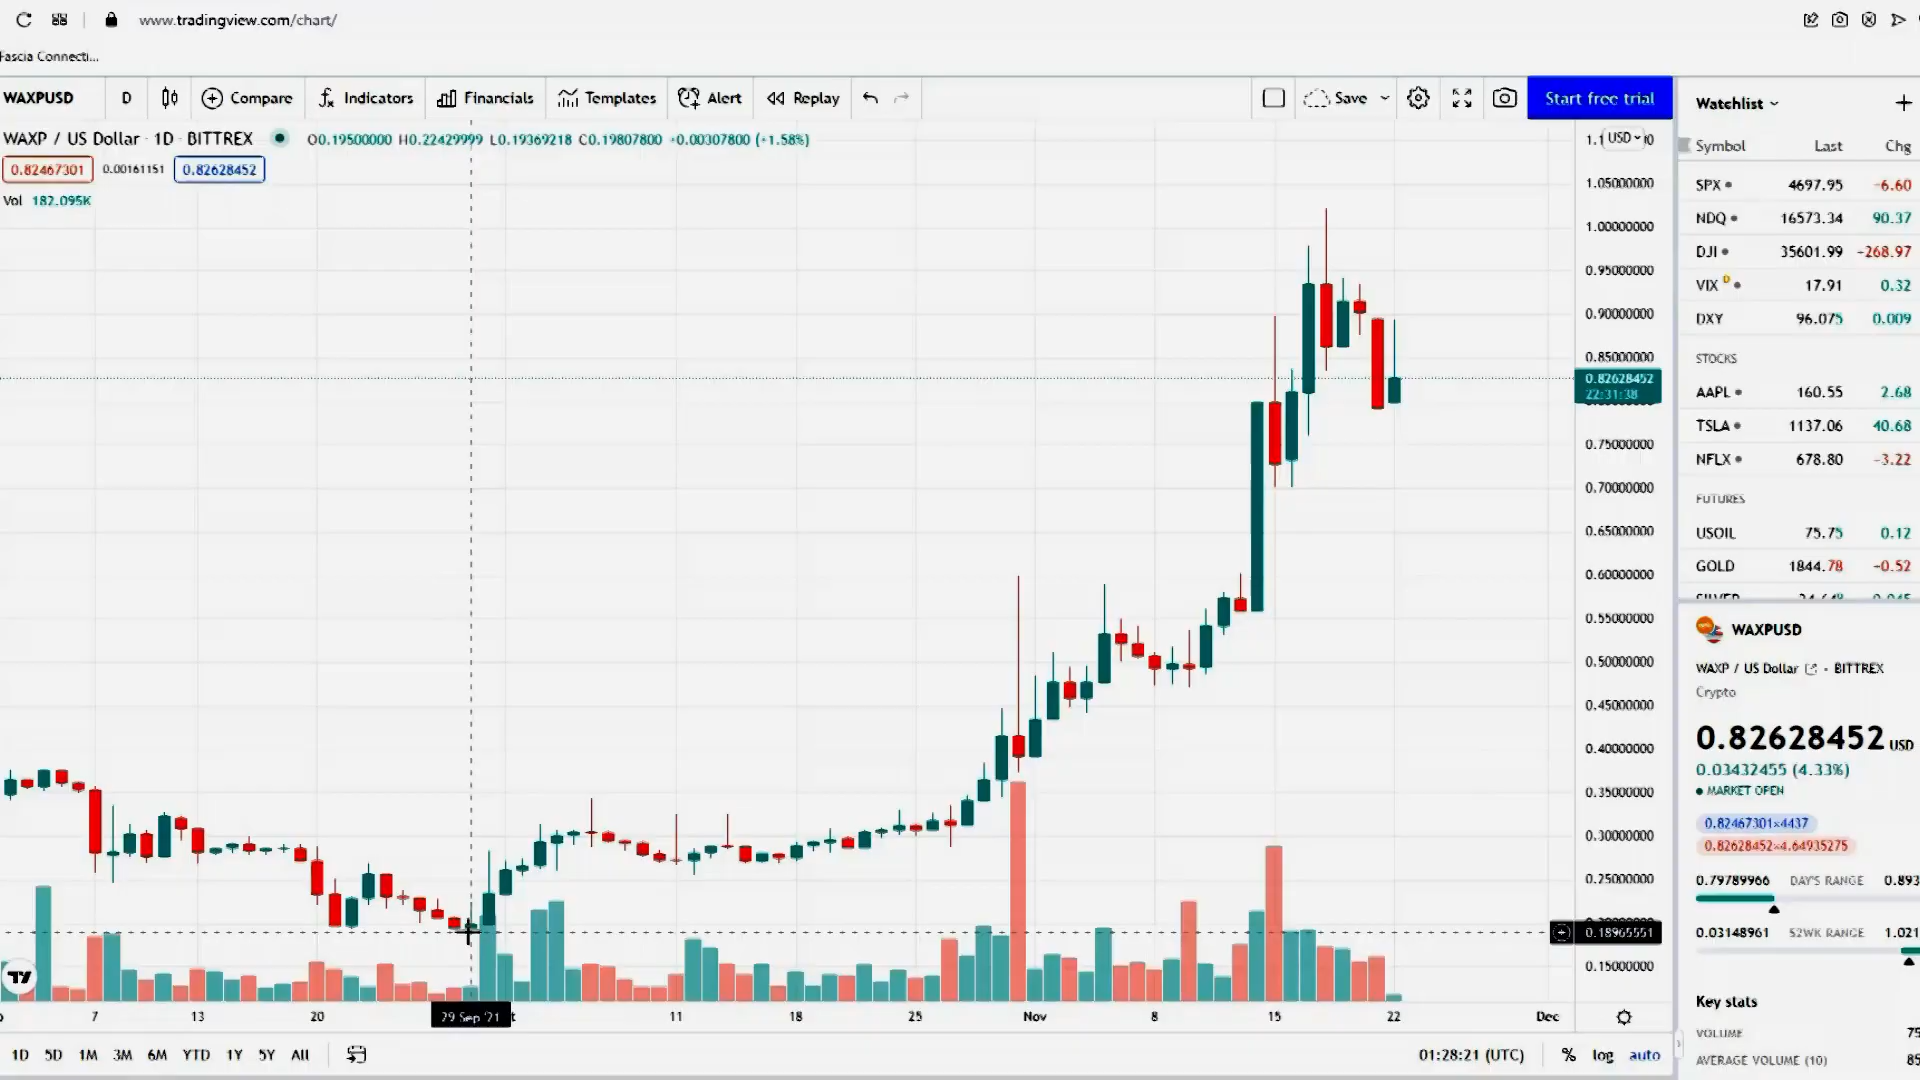 www.tradingview.com/chart/
Fascia Connecti...
WAXPUSD D Compare Indicators Financials Templates Alert Replay Save Start free trial
WAXP / US Dollar · 1D · BITTREX O0.19500000 H0.22429999 L0.19369218 C0.19807800 +0.00307800 (+1.58%)
0.82467301 0.00161151 0.82628452
Vol 182.095K
USD
1.05000000
1.00000000
0.95000000
0.90000000
0.85000000
0.82628452
22:31:38
0.75000000
0.70000000
0.65000000
0.60000000
0.55000000
0.50000000
0.45000000
0.40000000
0.35000000
0.30000000
0.25000000
0.18965551
0.15000000
7 13 20 29 Sep '21 11 18 25 Nov 8 15 22 Dec
1D 5D 1M 3M 6M YTD 1Y 5Y All 01:28:21 (UTC) % log auto
Watchlist
Symbol Last Chg
SPX 4697.95 -6.60
NDQ 16573.34 90.37
DJI 35601.99 -268.97
VIX D 17.91 0.32
DXY 96.075 0.009
STOCKS
AAPL 160.55 2.68
TSLA 1137.06 40.68
NFLX 678.80 -3.22
FUTURES
USOIL 75.75 0.12
GOLD 1844.78 -0.52
WAXPUSD
WAXP / US Dollar · BITTREX
Crypto
0.82628452 USD
0.03432455 (4.33%)
MARKET OPEN
0.82467301×4437
0.82628452×4.64935275
0.79789966 DAY'S RANGE 0.893
0.03148961 52WK RANGE 1.021
Key stats
VOLUME 75
AVERAGE VOLUME (10) 85